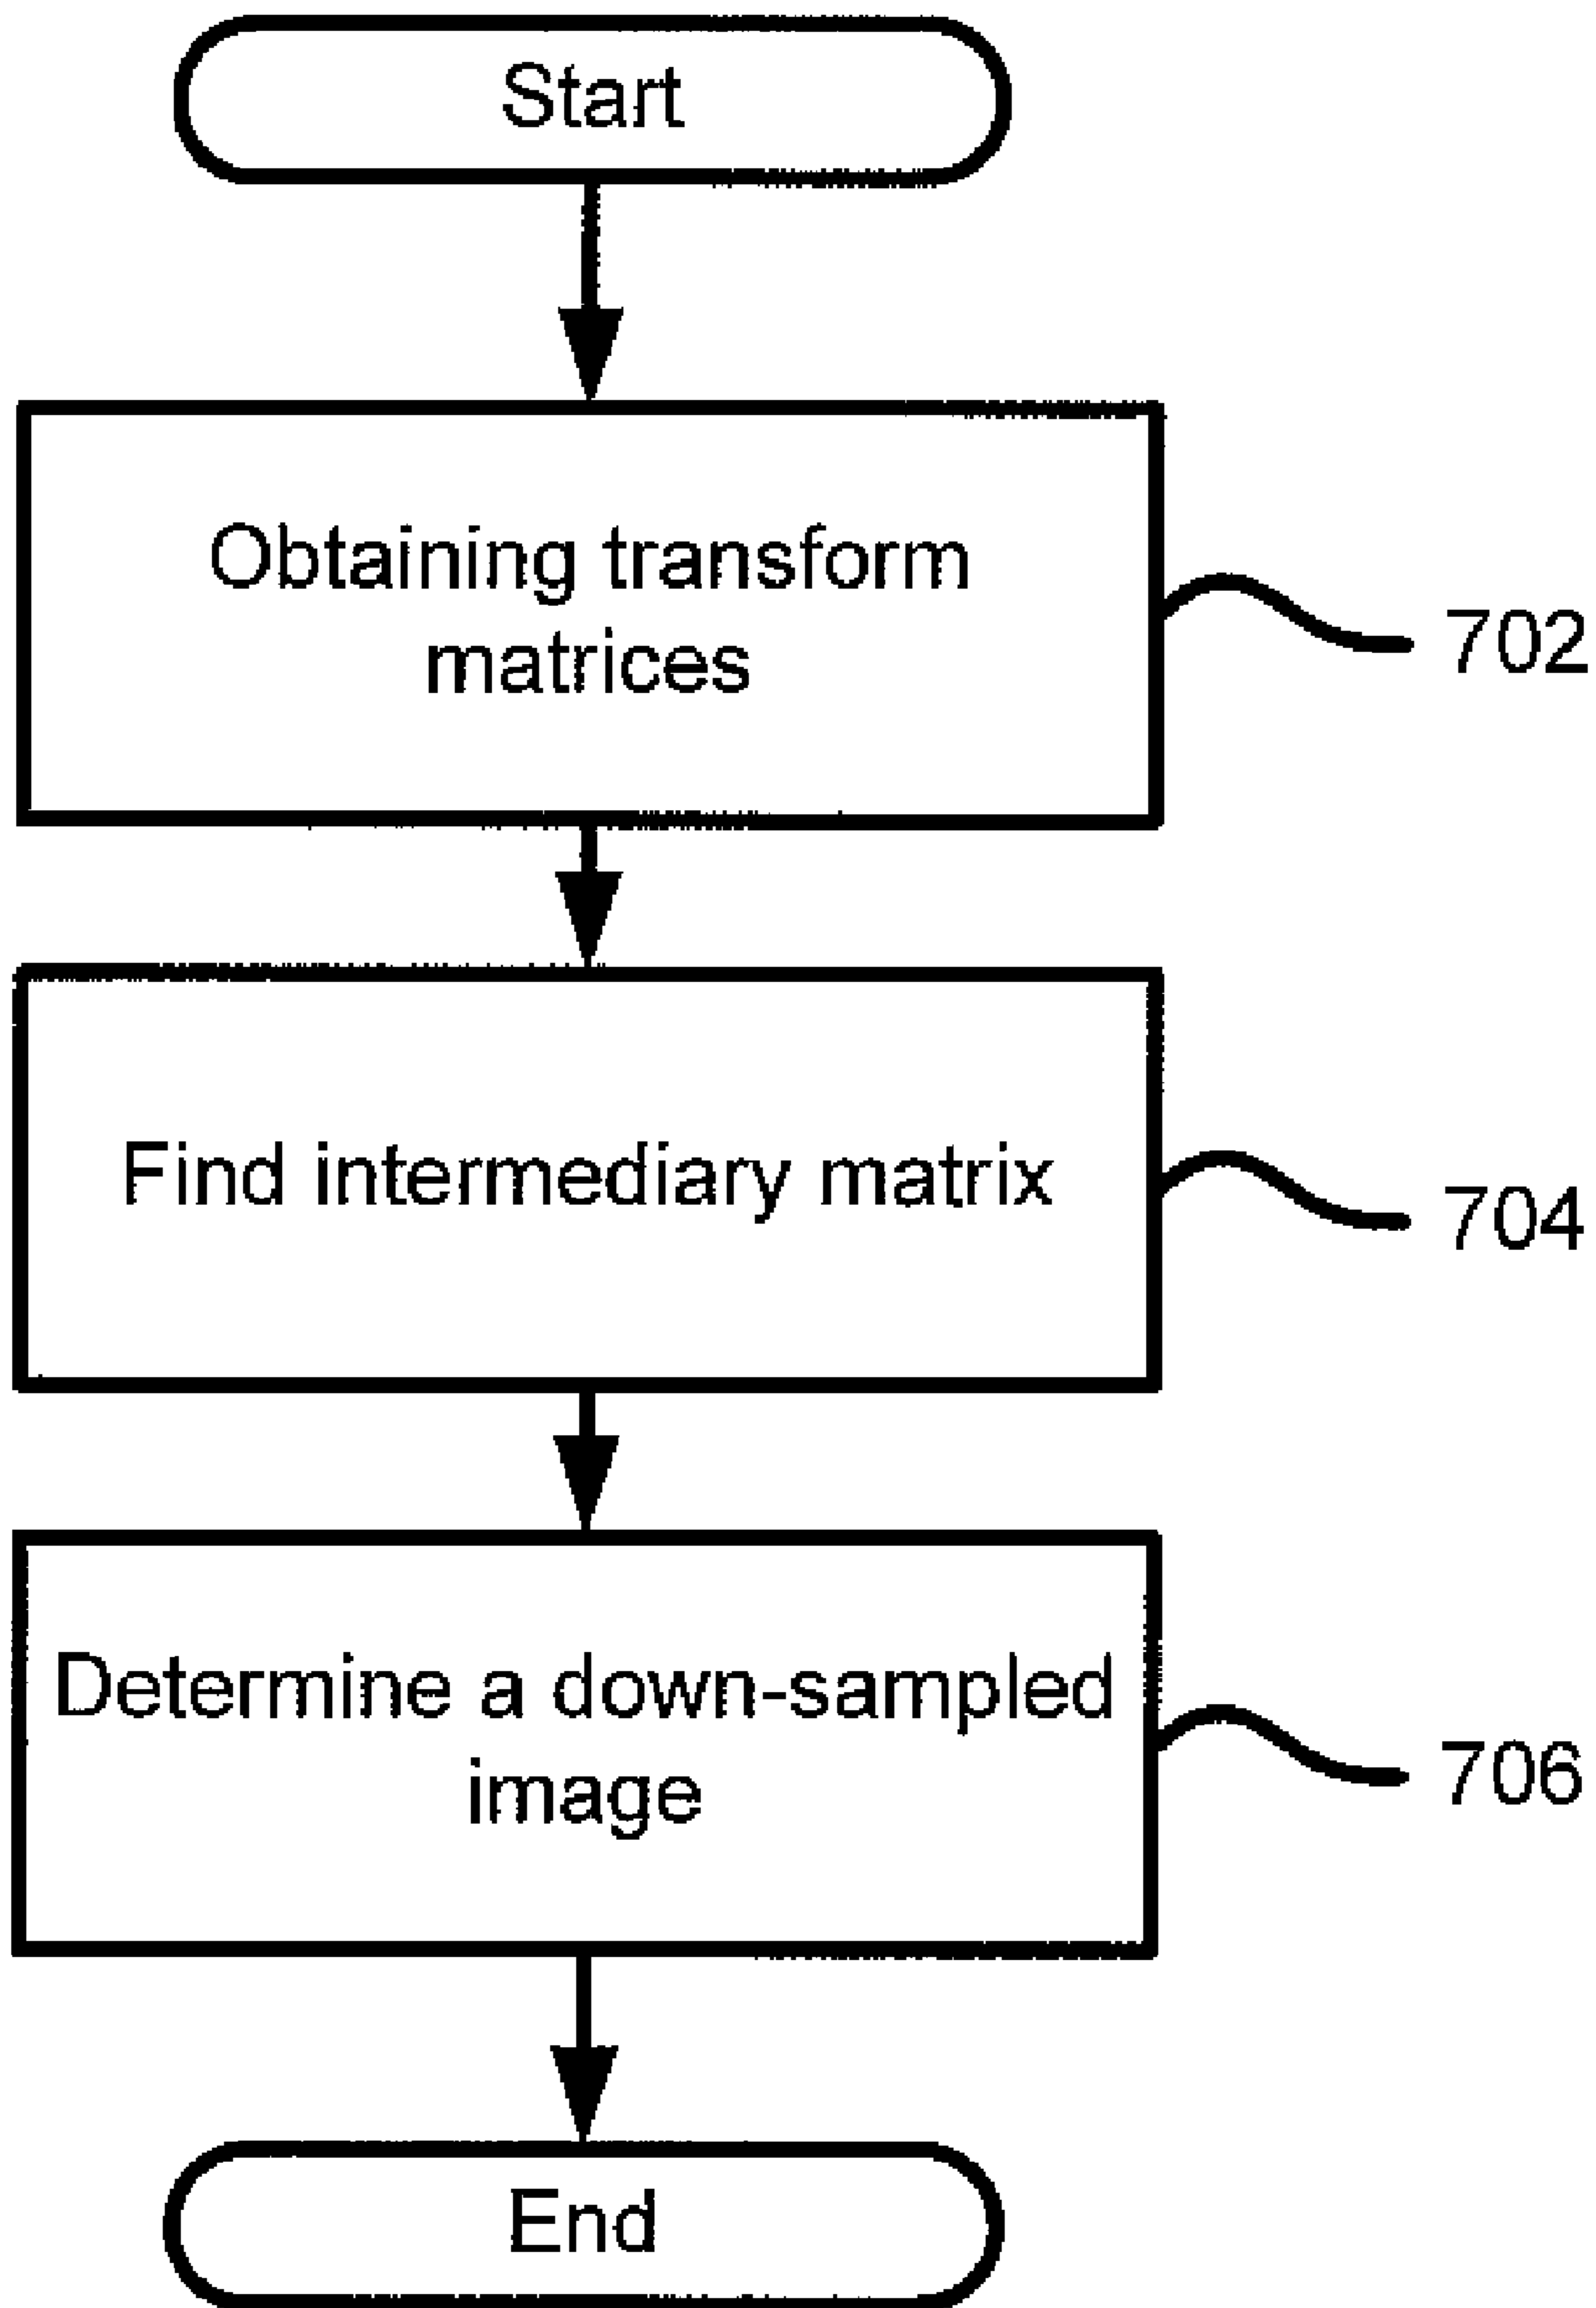 Start
Obtaining transform
matrices
702
Find intermediary matrix
704
Determine a down-sampled
image
706
End